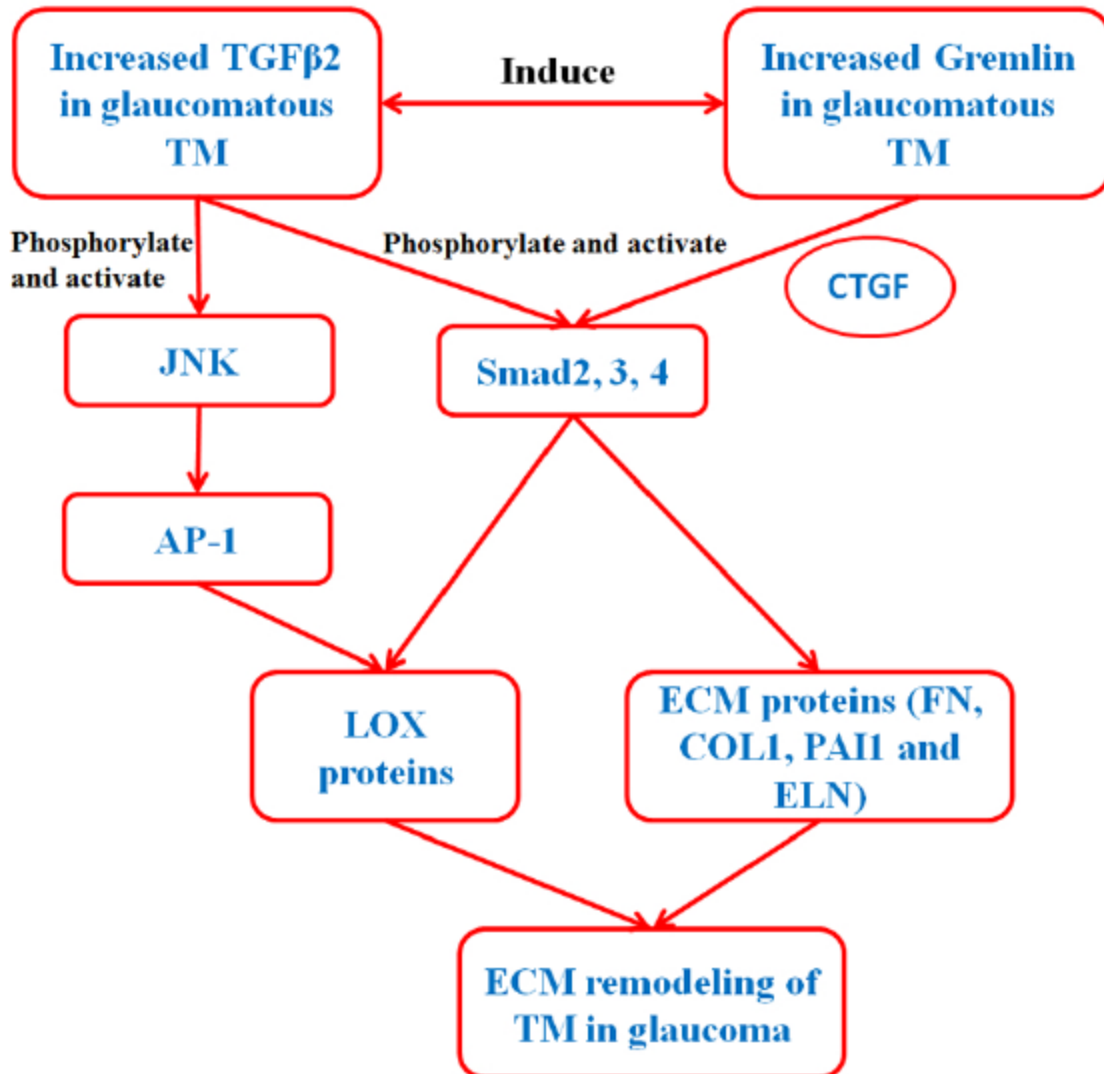 Increased TGFβ2
in glaucomatous
TM
Induce
Increased Gremlin
in glaucomatous
TM
Phosphorylate
and activate
Phosphorylate and activate
CTGF
JNK
Smad2, 3, 4
AP-1
LOX
proteins
ECM proteins (FN,
COL1, PAI1 and
ELN)
ECM remodeling of
TM in glaucoma